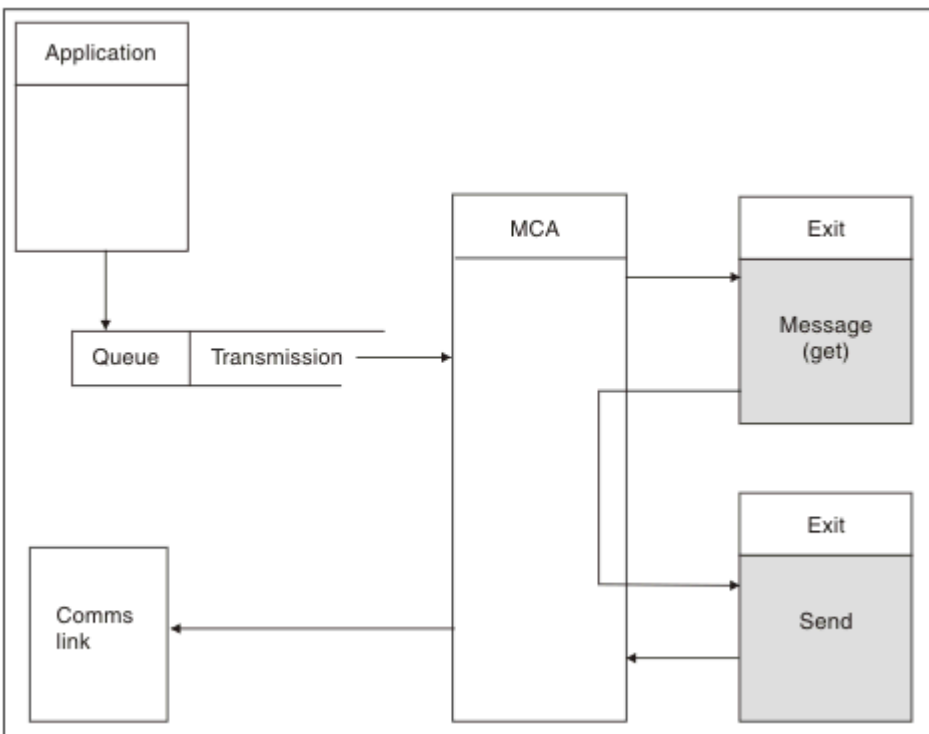 Application
MCA
Exit
Message
(get)
Queue
Transmission
Exit
Comms
link
Send